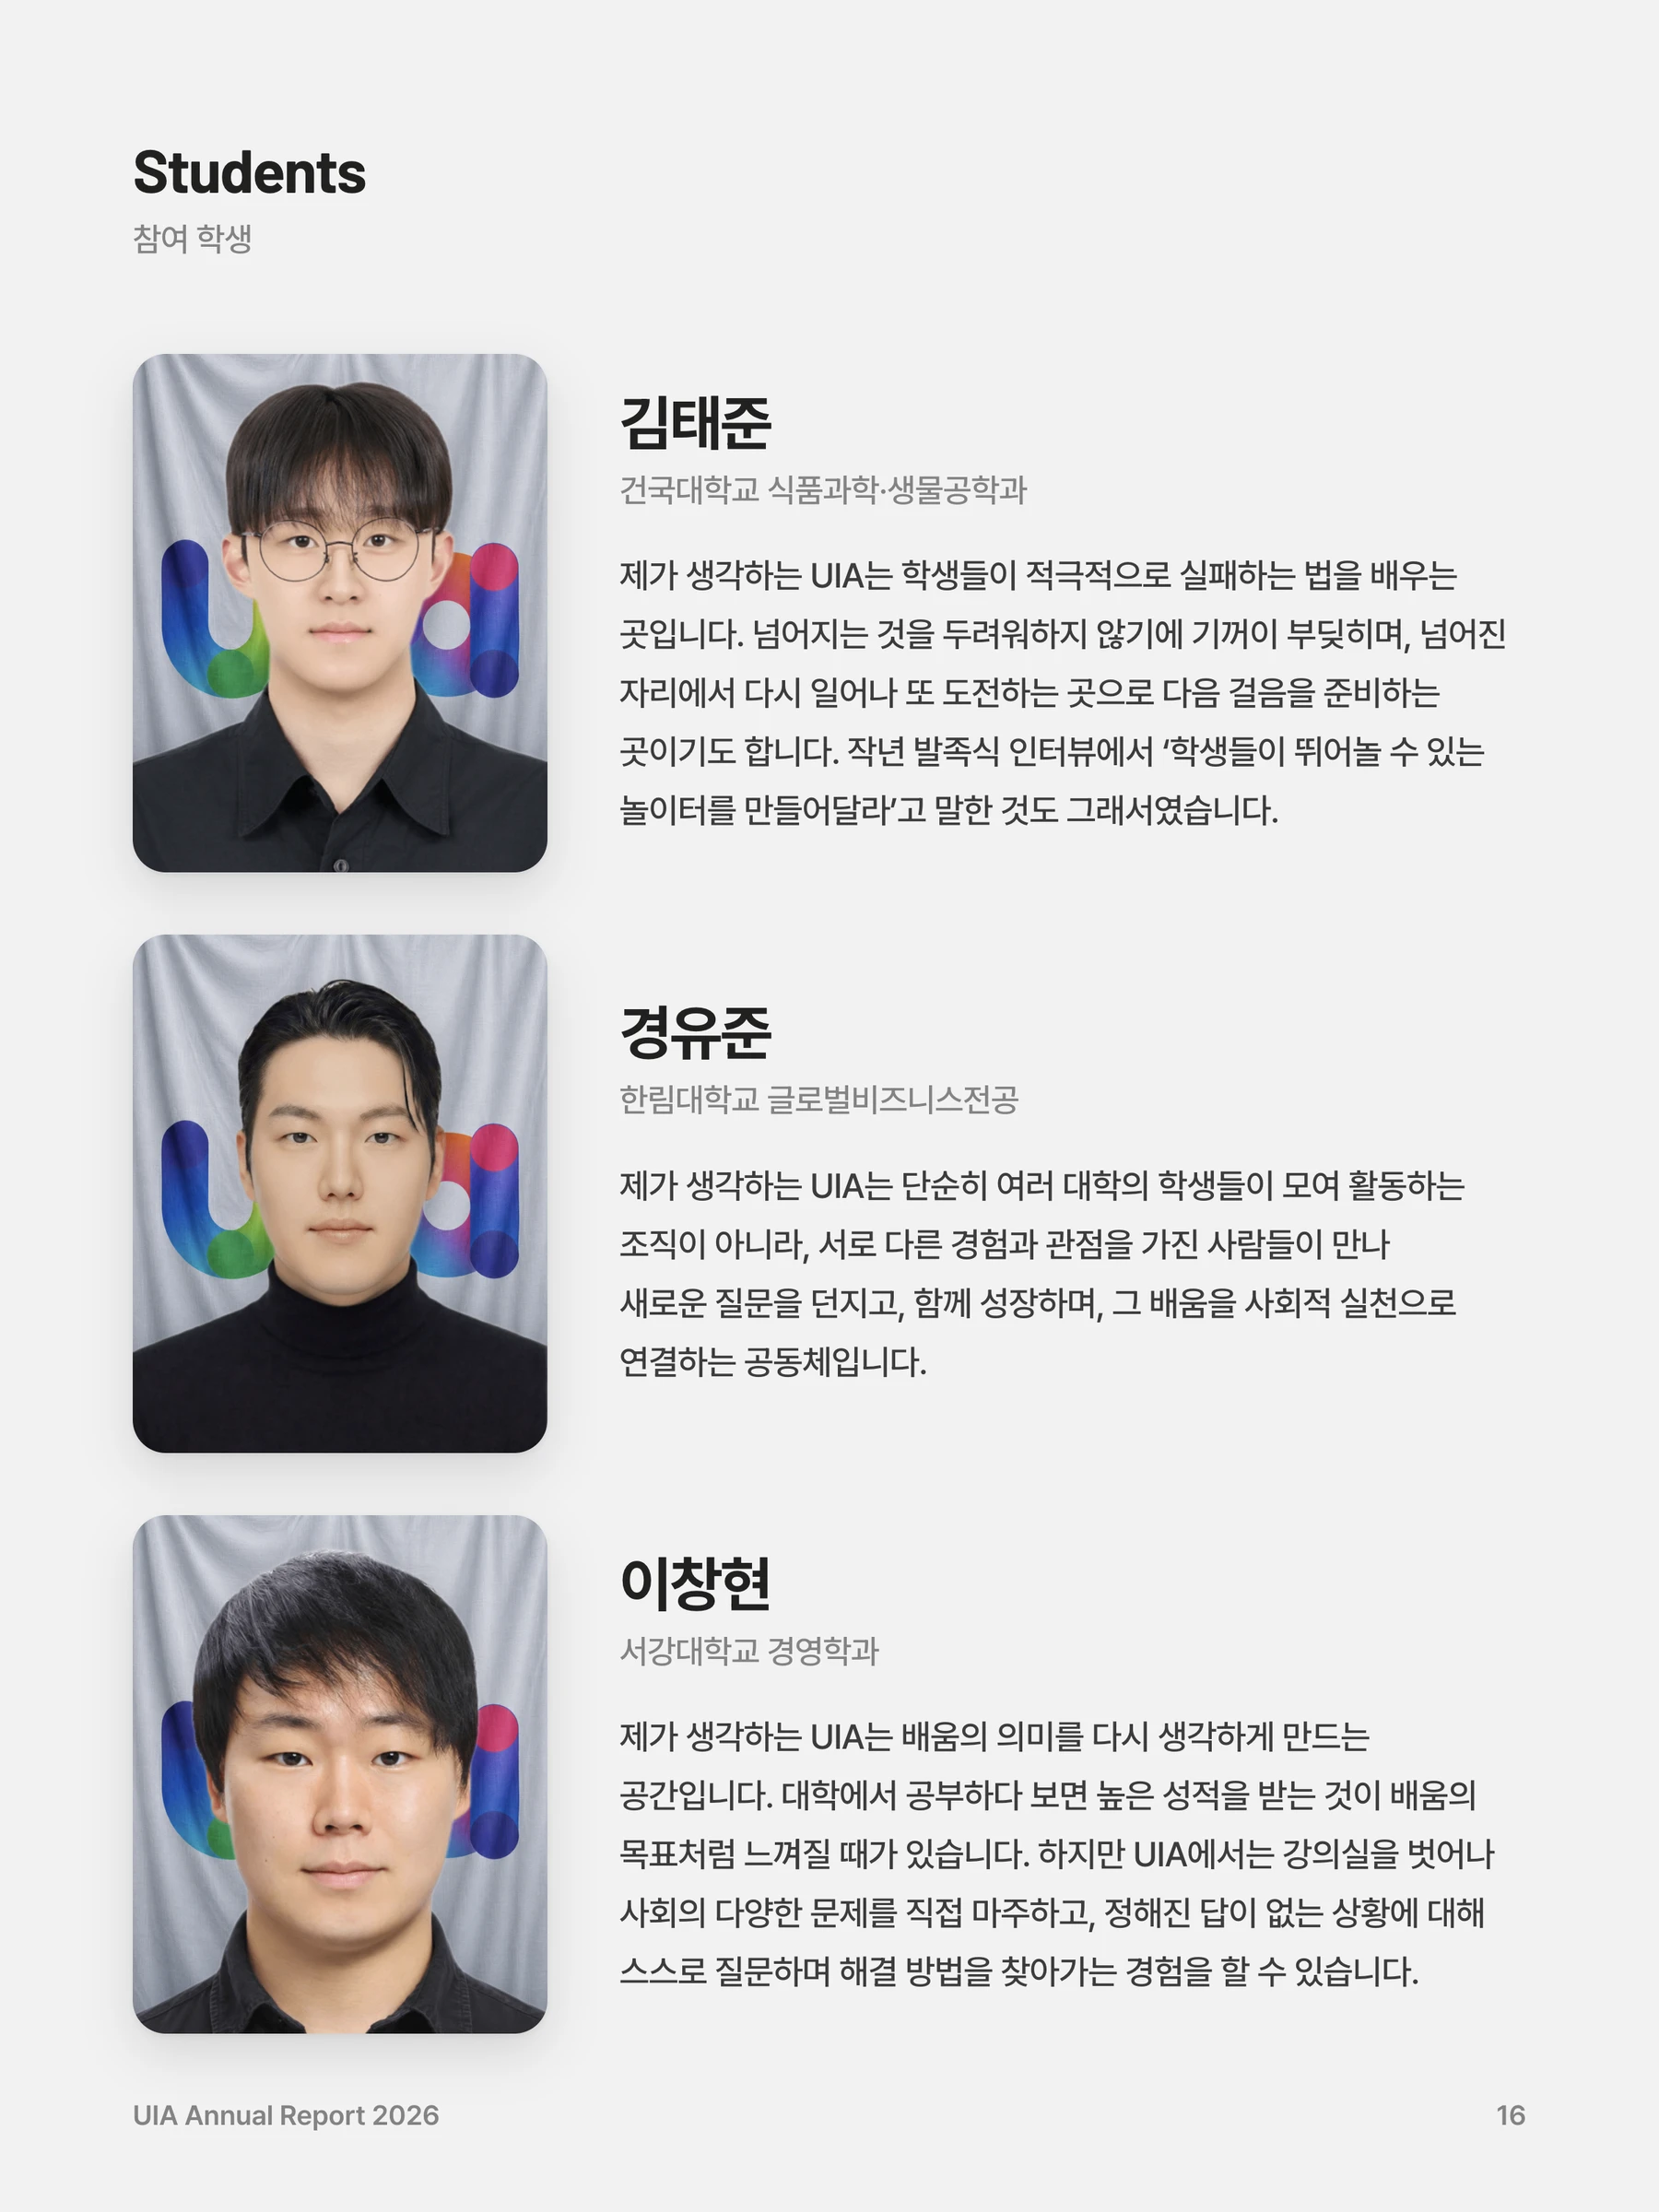 Students
참여 학생
김태준
건국대학교 식품과학·생물공학과
제가 생각하는 UIA는 학생들이 적극적으로 실패하는 법을 배우는
곳입니다. 넘어지는 것을 두려워하지 않기에 기꺼이 부딪히며, 넘어진
자리에서 다시 일어나 또 도전하는 곳으로 다음 걸음을 준비하는
곳이기도 합니다. 작년 발족식 인터뷰에서 ‘학생들이 뛰어놀 수 있는
놀이터를 만들어달라’고 말한 것도 그래서였습니다.
경유준
한림대학교 글로벌비즈니스전공
제가 생각하는 UIA는 단순히 여러 대학의 학생들이 모여 활동하는
조직이 아니라, 서로 다른 경험과 관점을 가진 사람들이 만나
새로운 질문을 던지고, 함께 성장하며, 그 배움을 사회적 실천으로
연결하는 공동체입니다.
이창현
서강대학교 경영학과
제가 생각하는 UIA는 배움의 의미를 다시 생각하게 만드는
공간입니다. 대학에서 공부하다 보면 높은 성적을 받는 것이 배움의
목표처럼 느껴질 때가 있습니다. 하지만 UIA에서는 강의실을 벗어나
사회의 다양한 문제를 직접 마주하고, 정해진 답이 없는 상황에 대해
스스로 질문하며 해결 방법을 찾아가는 경험을 할 수 있습니다.
UIA Annual Report 2026
16